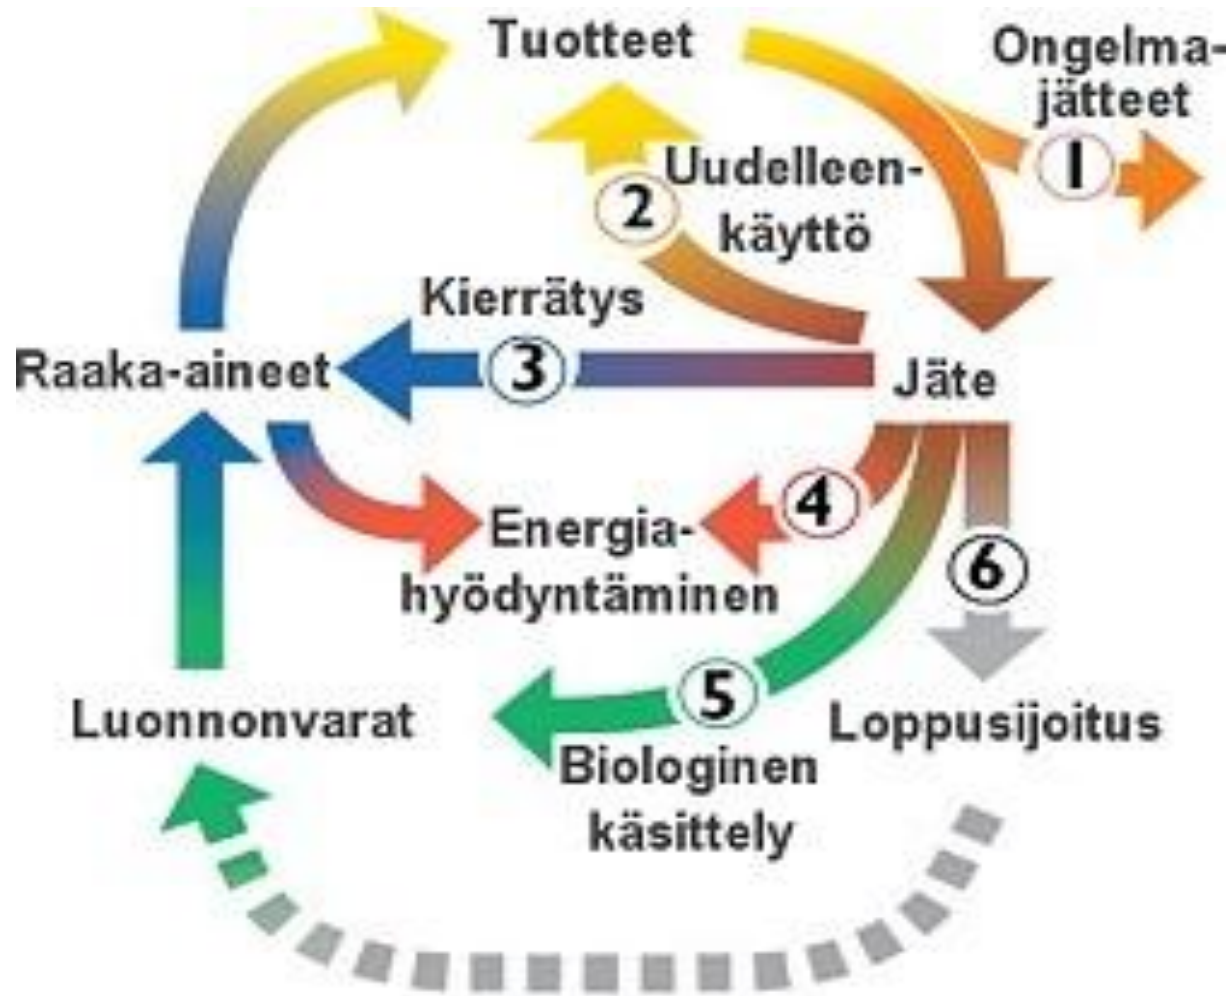 Tuotteet
Ongelma-
jätteet
1
Uudelleen-
2
käyttö
Kierrätys
Raaka-aineet
3
Jäte
4
Energia-
hyödyntäminen
6
5
Luonnonvarat
Loppusijoitus
Biologinen
käsittely